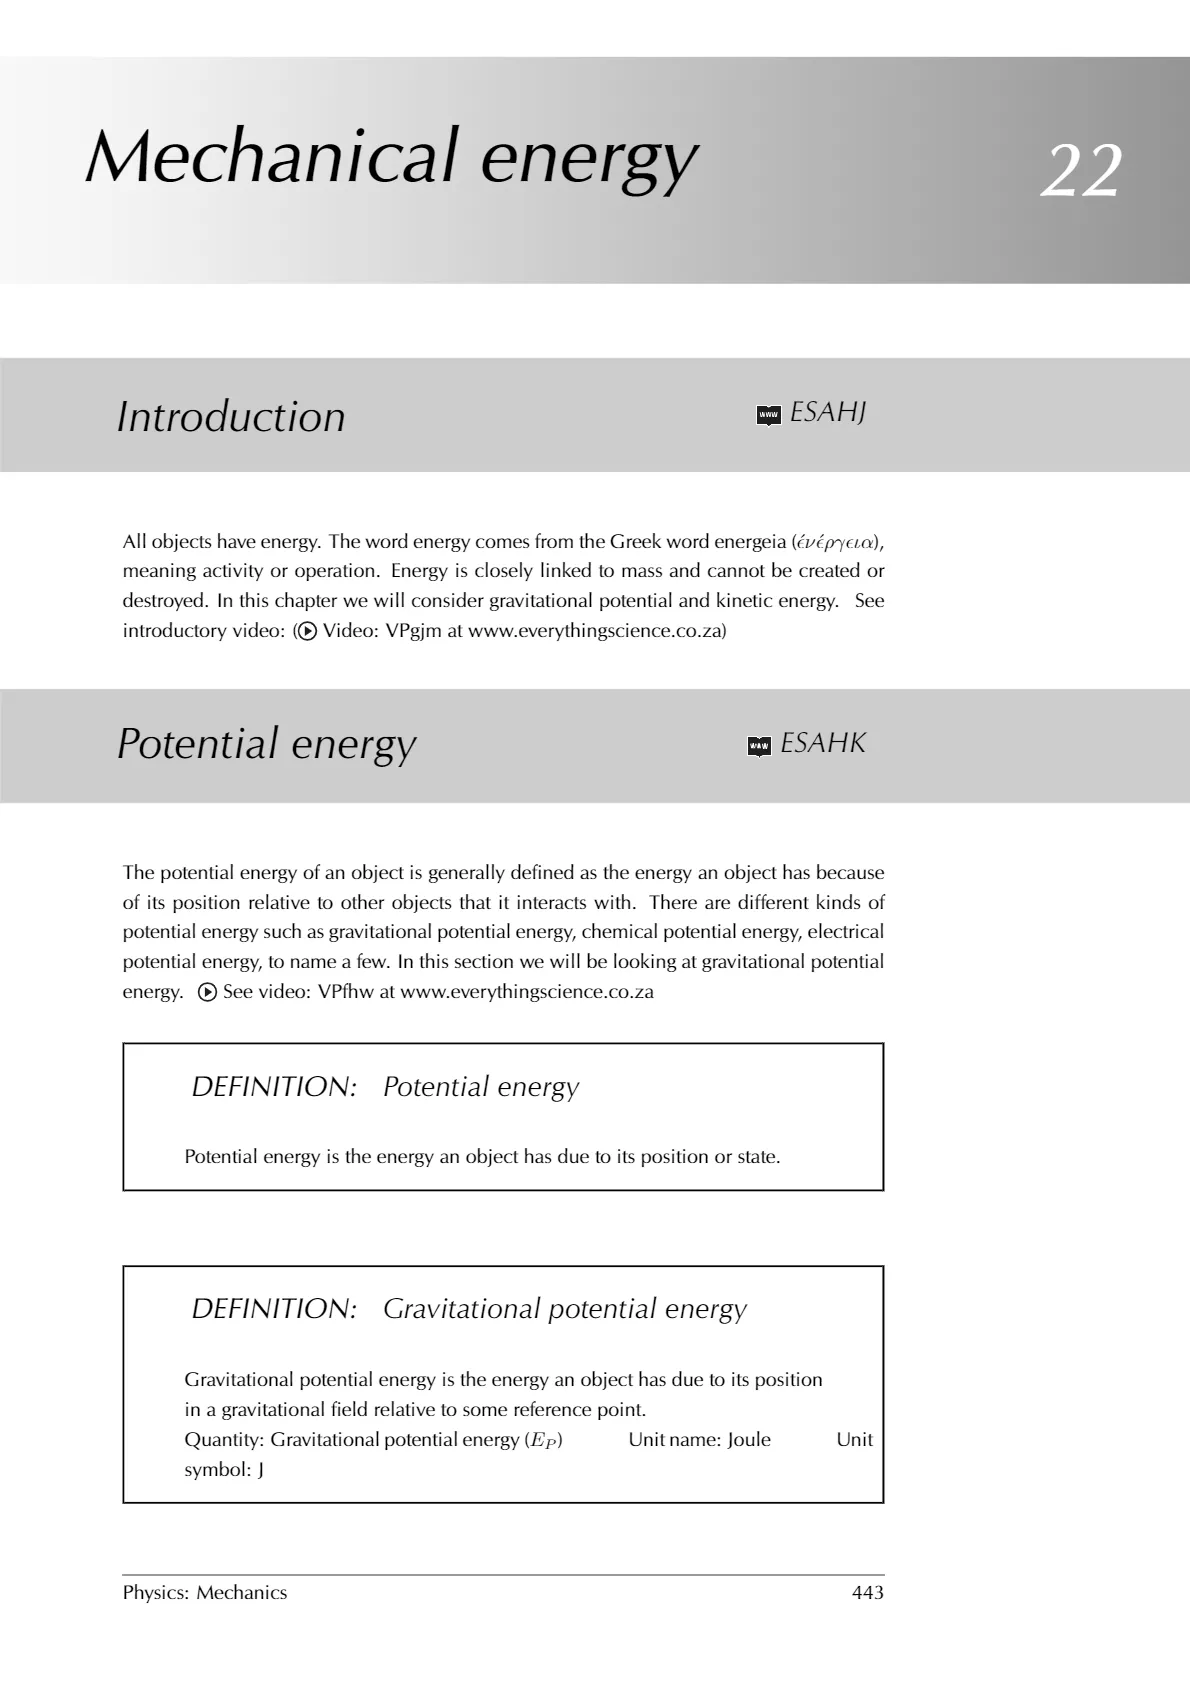 Mechanical energy
22
Introduction
www ESAHJ
All objects have energy. The word energy comes from the Greek word energeia (ένέργεια),
meaning activity or operation. Energy is closely linked to mass and cannot be created or
destroyed. In this chapter we will consider gravitational potential and kinetic energy. See
introductory video: ( Video: VPgjm at www.everythingscience.co.za)
Potential energy
www ESAHK
The potential energy of an object is generally defined as the energy an object has because
of its position relative to other objects that it interacts with. There are different kinds of
potential energy such as gravitational potential energy, chemical potential energy, electrical
potential energy, to name a few. In this section we will be looking at gravitational potential
energy. See video: VPfhw at www.everythingscience.co.za
DEFINITION: Potential energy
Potential energy is the energy an object has due to its position or state.
DEFINITION: Gravitational potential energy
Gravitational potential energy is the energy an object has due to its position
in a gravitational field relative to some reference point.
Quantity: Gravitational potential energy (E_P) Unit name: Joule Unit
symbol: J
Physics: Mechanics 443